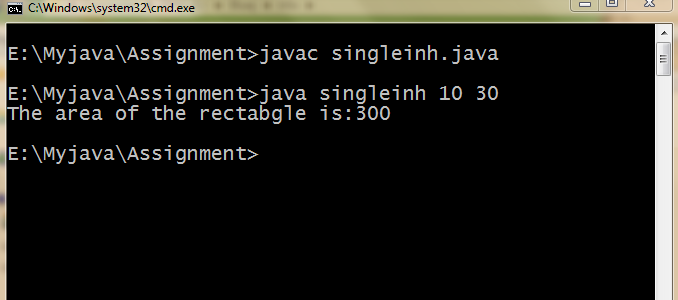 C:\Windows\system32\cmd.exe
E:\Myjava\Assignment>javac singleinh.java
E:\Myjava\Assignment>java singleinh 10 30
The area of the rectabgle is:300
E:\Myjava\Assignment>